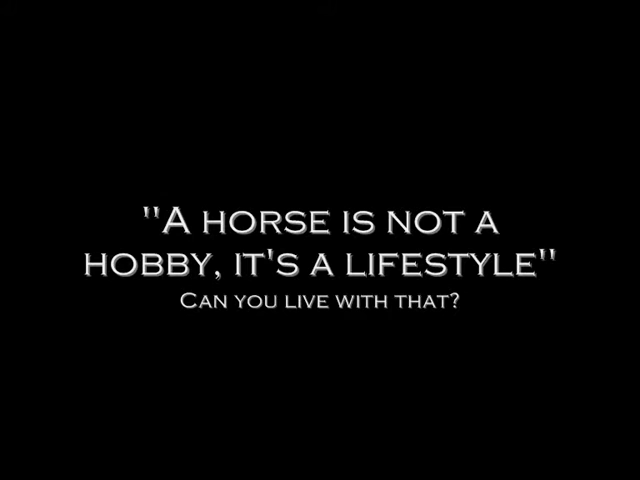 "A HORSE IS NOT A
HOBBY, IT'S A LIFESTYLE"
CAN YOU LIVE WITH THAT?